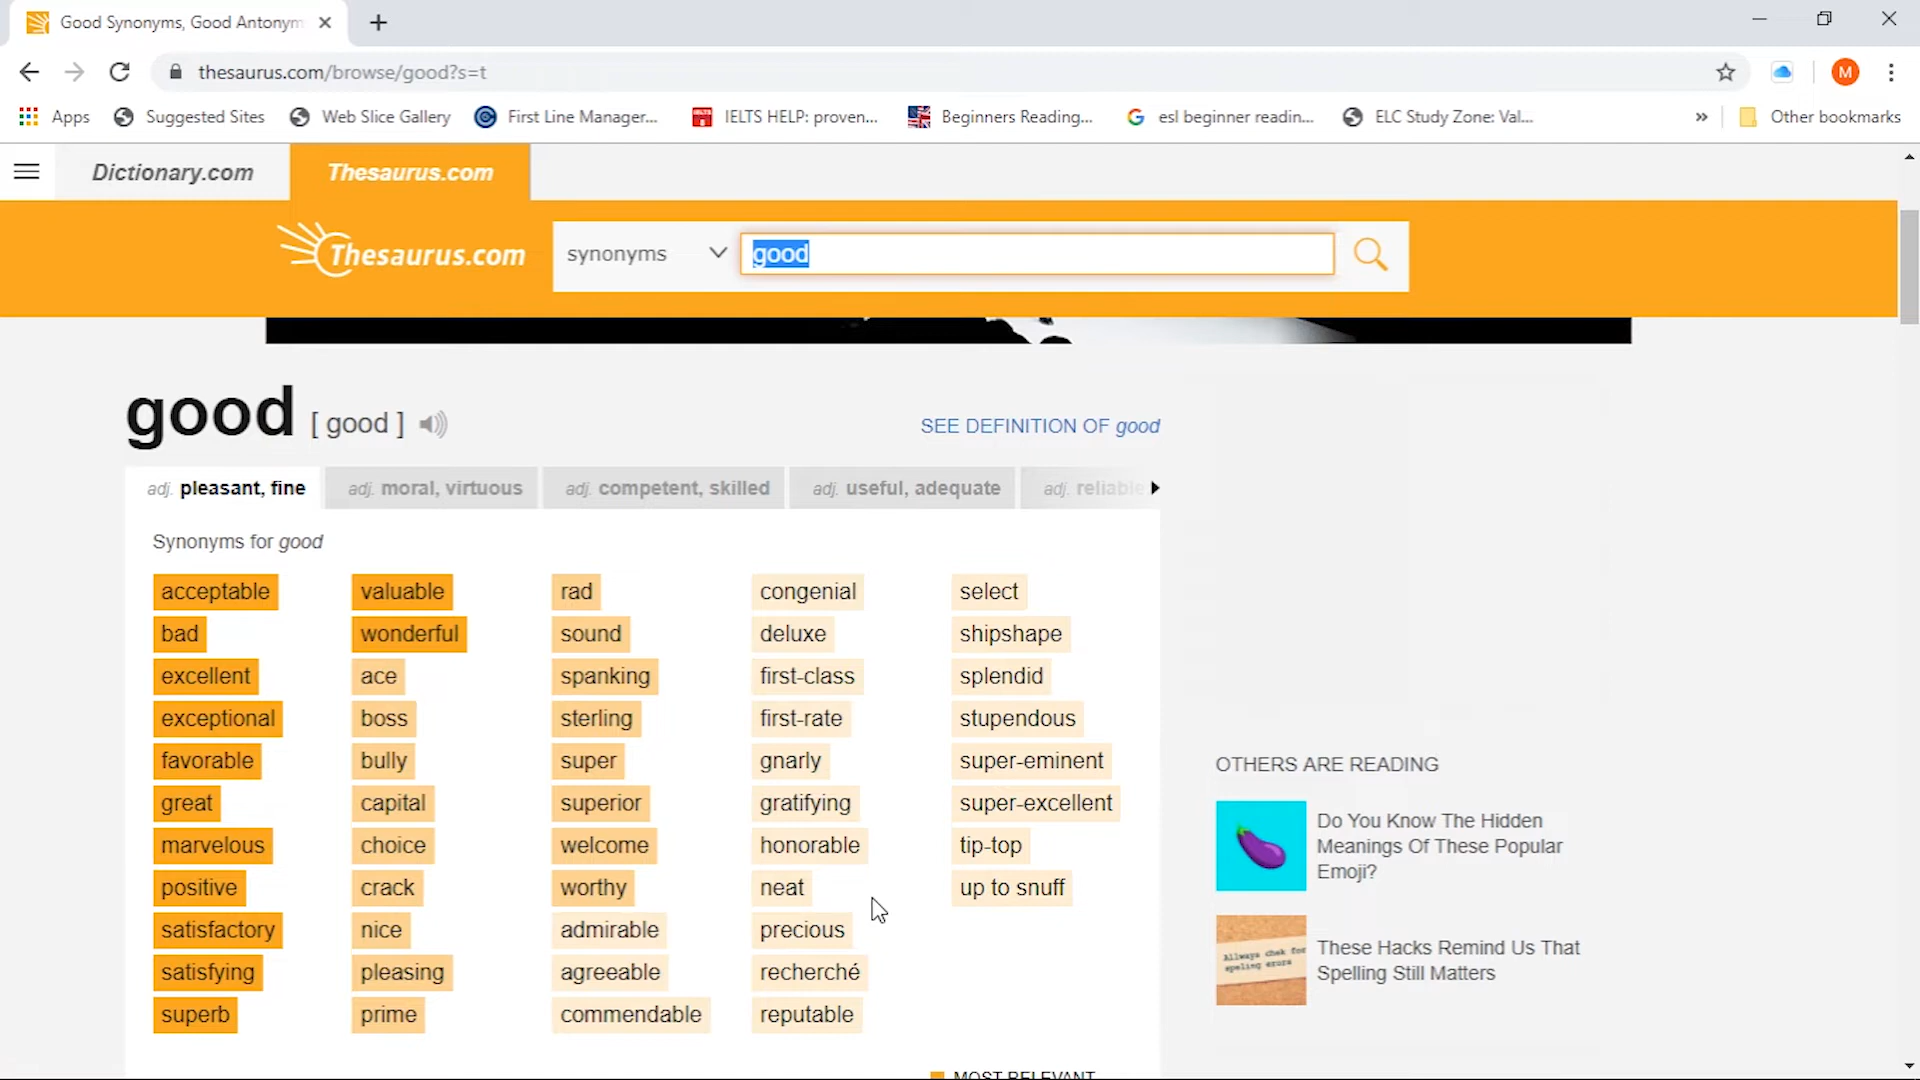 Good Synonyms, Good Antonym
thesaurus.com/browse/good?s=t
M
Apps
Suggested Sites
Web Slice Gallery
First Line Manager...
IELTS HELP: proven...
Beginners Reading...
esl beginner readin...
ELC Study Zone: Val...
»
Other bookmarks
Dictionary.com
Thesaurus.com
Thesaurus.com
synonyms
good
good [ good ]
SEE DEFINITION OF good
adj. pleasant, fine
adj. moral, virtuous
adj. competent, skilled
adj. useful, adequate
adj. reliable
Synonyms for good
acceptable
bad
excellent
exceptional
favorable
great
marvelous
positive
satisfactory
satisfying
superb
valuable
wonderful
ace
boss
bully
capital
choice
crack
nice
pleasing
prime
rad
sound
spanking
sterling
super
superior
welcome
worthy
admirable
agreeable
commendable
congenial
deluxe
first-class
first-rate
gnarly
gratifying
honorable
neat
precious
recherché
reputable
select
shipshape
splendid
stupendous
super-eminent
super-excellent
tip-top
up to snuff
MOST RELEVANT
OTHERS ARE READING
Do You Know The Hidden
Meanings Of These Popular
Emoji?
Allways chek for
speling erors
These Hacks Remind Us That
Spelling Still Matters